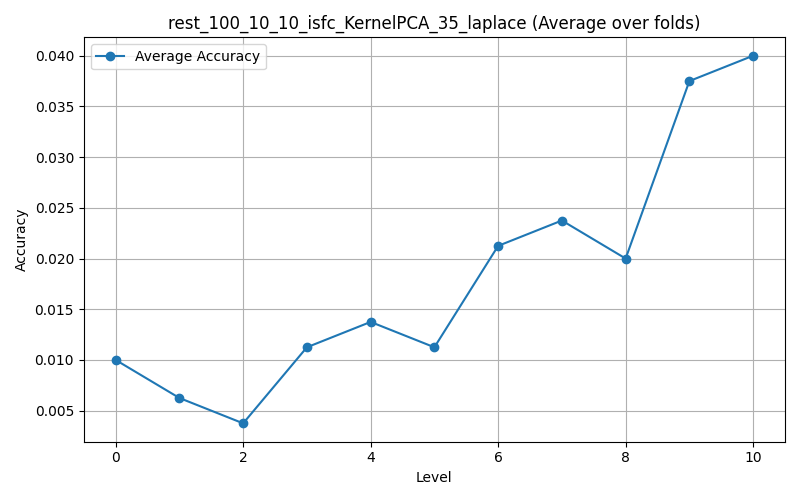 rest_100_10_10_isfc_KernelPCA_35_laplace (Average over folds)
Average Accuracy
0.040
0.035
0.030
0.025
0.020
0.015
0.010
0.005
Accuracy
0 2 4 6 8 10
Level